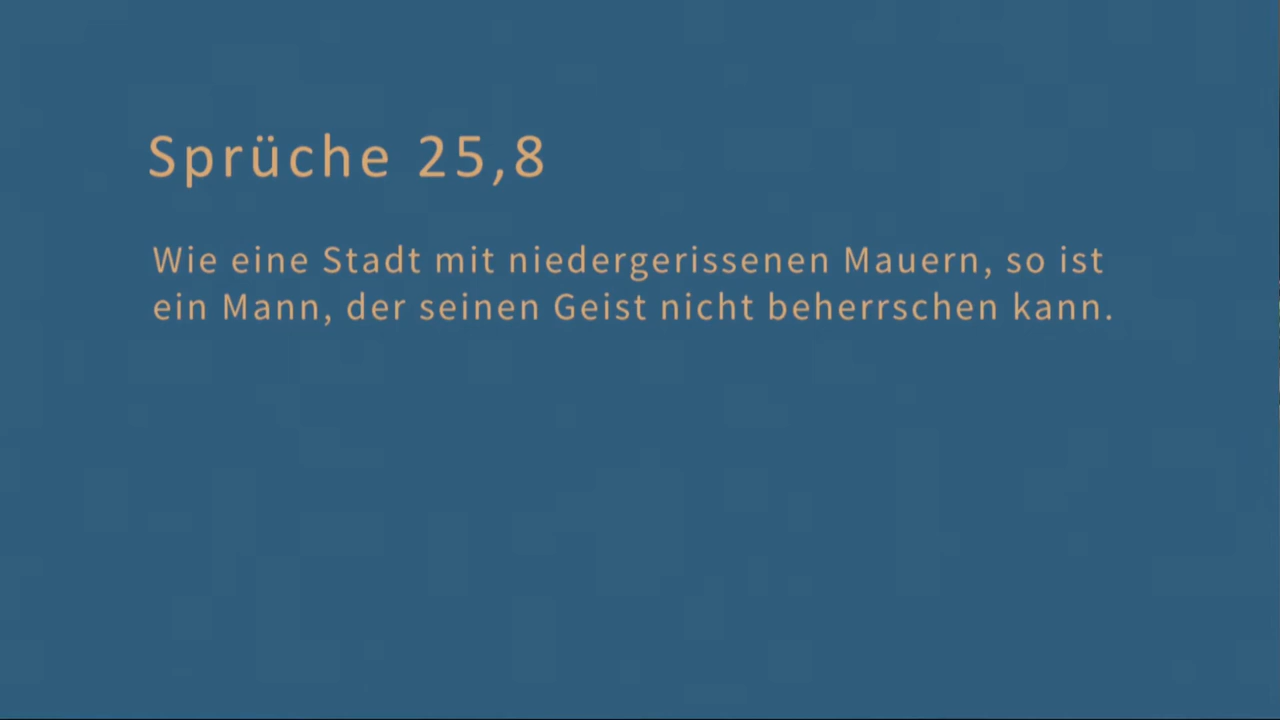 Sprüche 25,8
Wie eine Stadt mit niedergerissenen Mauern, so ist
ein Mann, der seinen Geist nicht beherrschen kann.